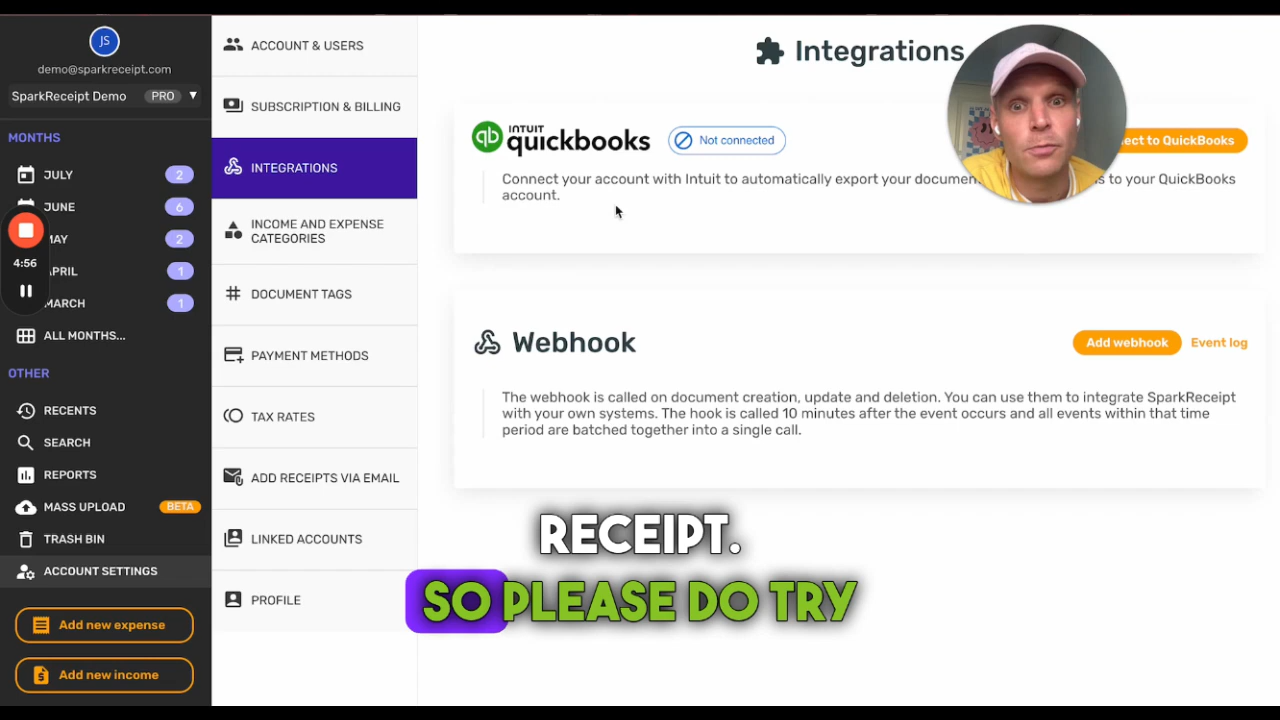 JS
demo@sparkreceipt.com
SparkReceipt Demo PRO
MONTHS
JULY 2
JUNE 6
MAY 2
APRIL 1
MARCH 1
ALL MONTHS...
4:56
OTHER
RECENTS
SEARCH
REPORTS
MASS UPLOAD BETA
TRASH BIN
ACCOUNT SETTINGS
Add new expense
Add new income
ACCOUNT & USERS
SUBSCRIPTION & BILLING
INTEGRATIONS
INCOME AND EXPENSE
CATEGORIES
DOCUMENT TAGS
PAYMENT METHODS
TAX RATES
ADD RECEIPTS VIA EMAIL
LINKED ACCOUNTS
PROFILE
Integrations
qb INTUIT
quickbooks
Not connected
to QuickBooks
Connect your account with Intuit to automatically export your to your QuickBooks
account.
Webhook
Add webhook
Event log
The webhook is called on document creation, update and deletion. You can use them to integrate SparkReceipt
with your own systems. The hook is called 10 minutes after the event occurs and all events within that time
period are batched together into a single call.
RECEIPT.
SO PLEASE DO TRY